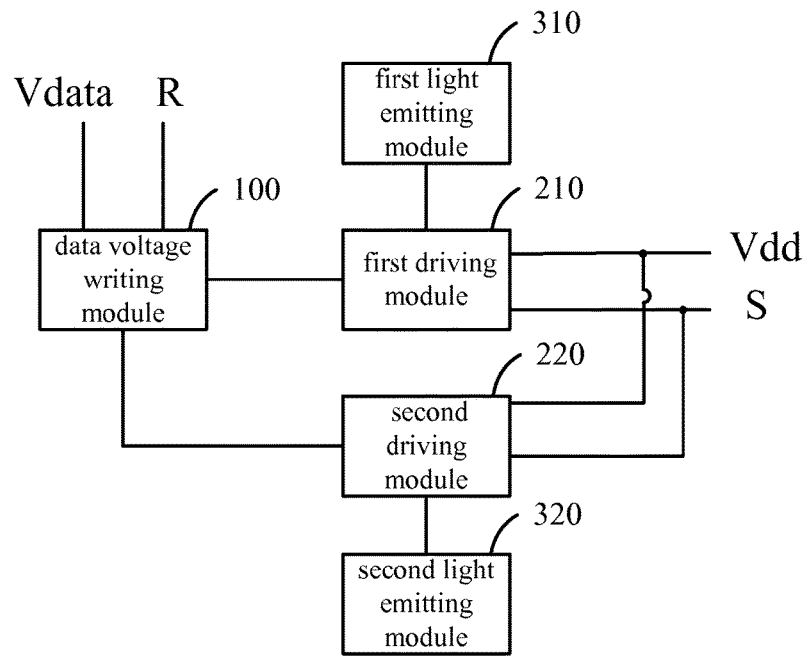 310
first light
emitting
module
Vdata
R
100
210
data voltage
writing
module
first driving
module
Vdd
S
220
second
driving
module
320
second light
emitting
module